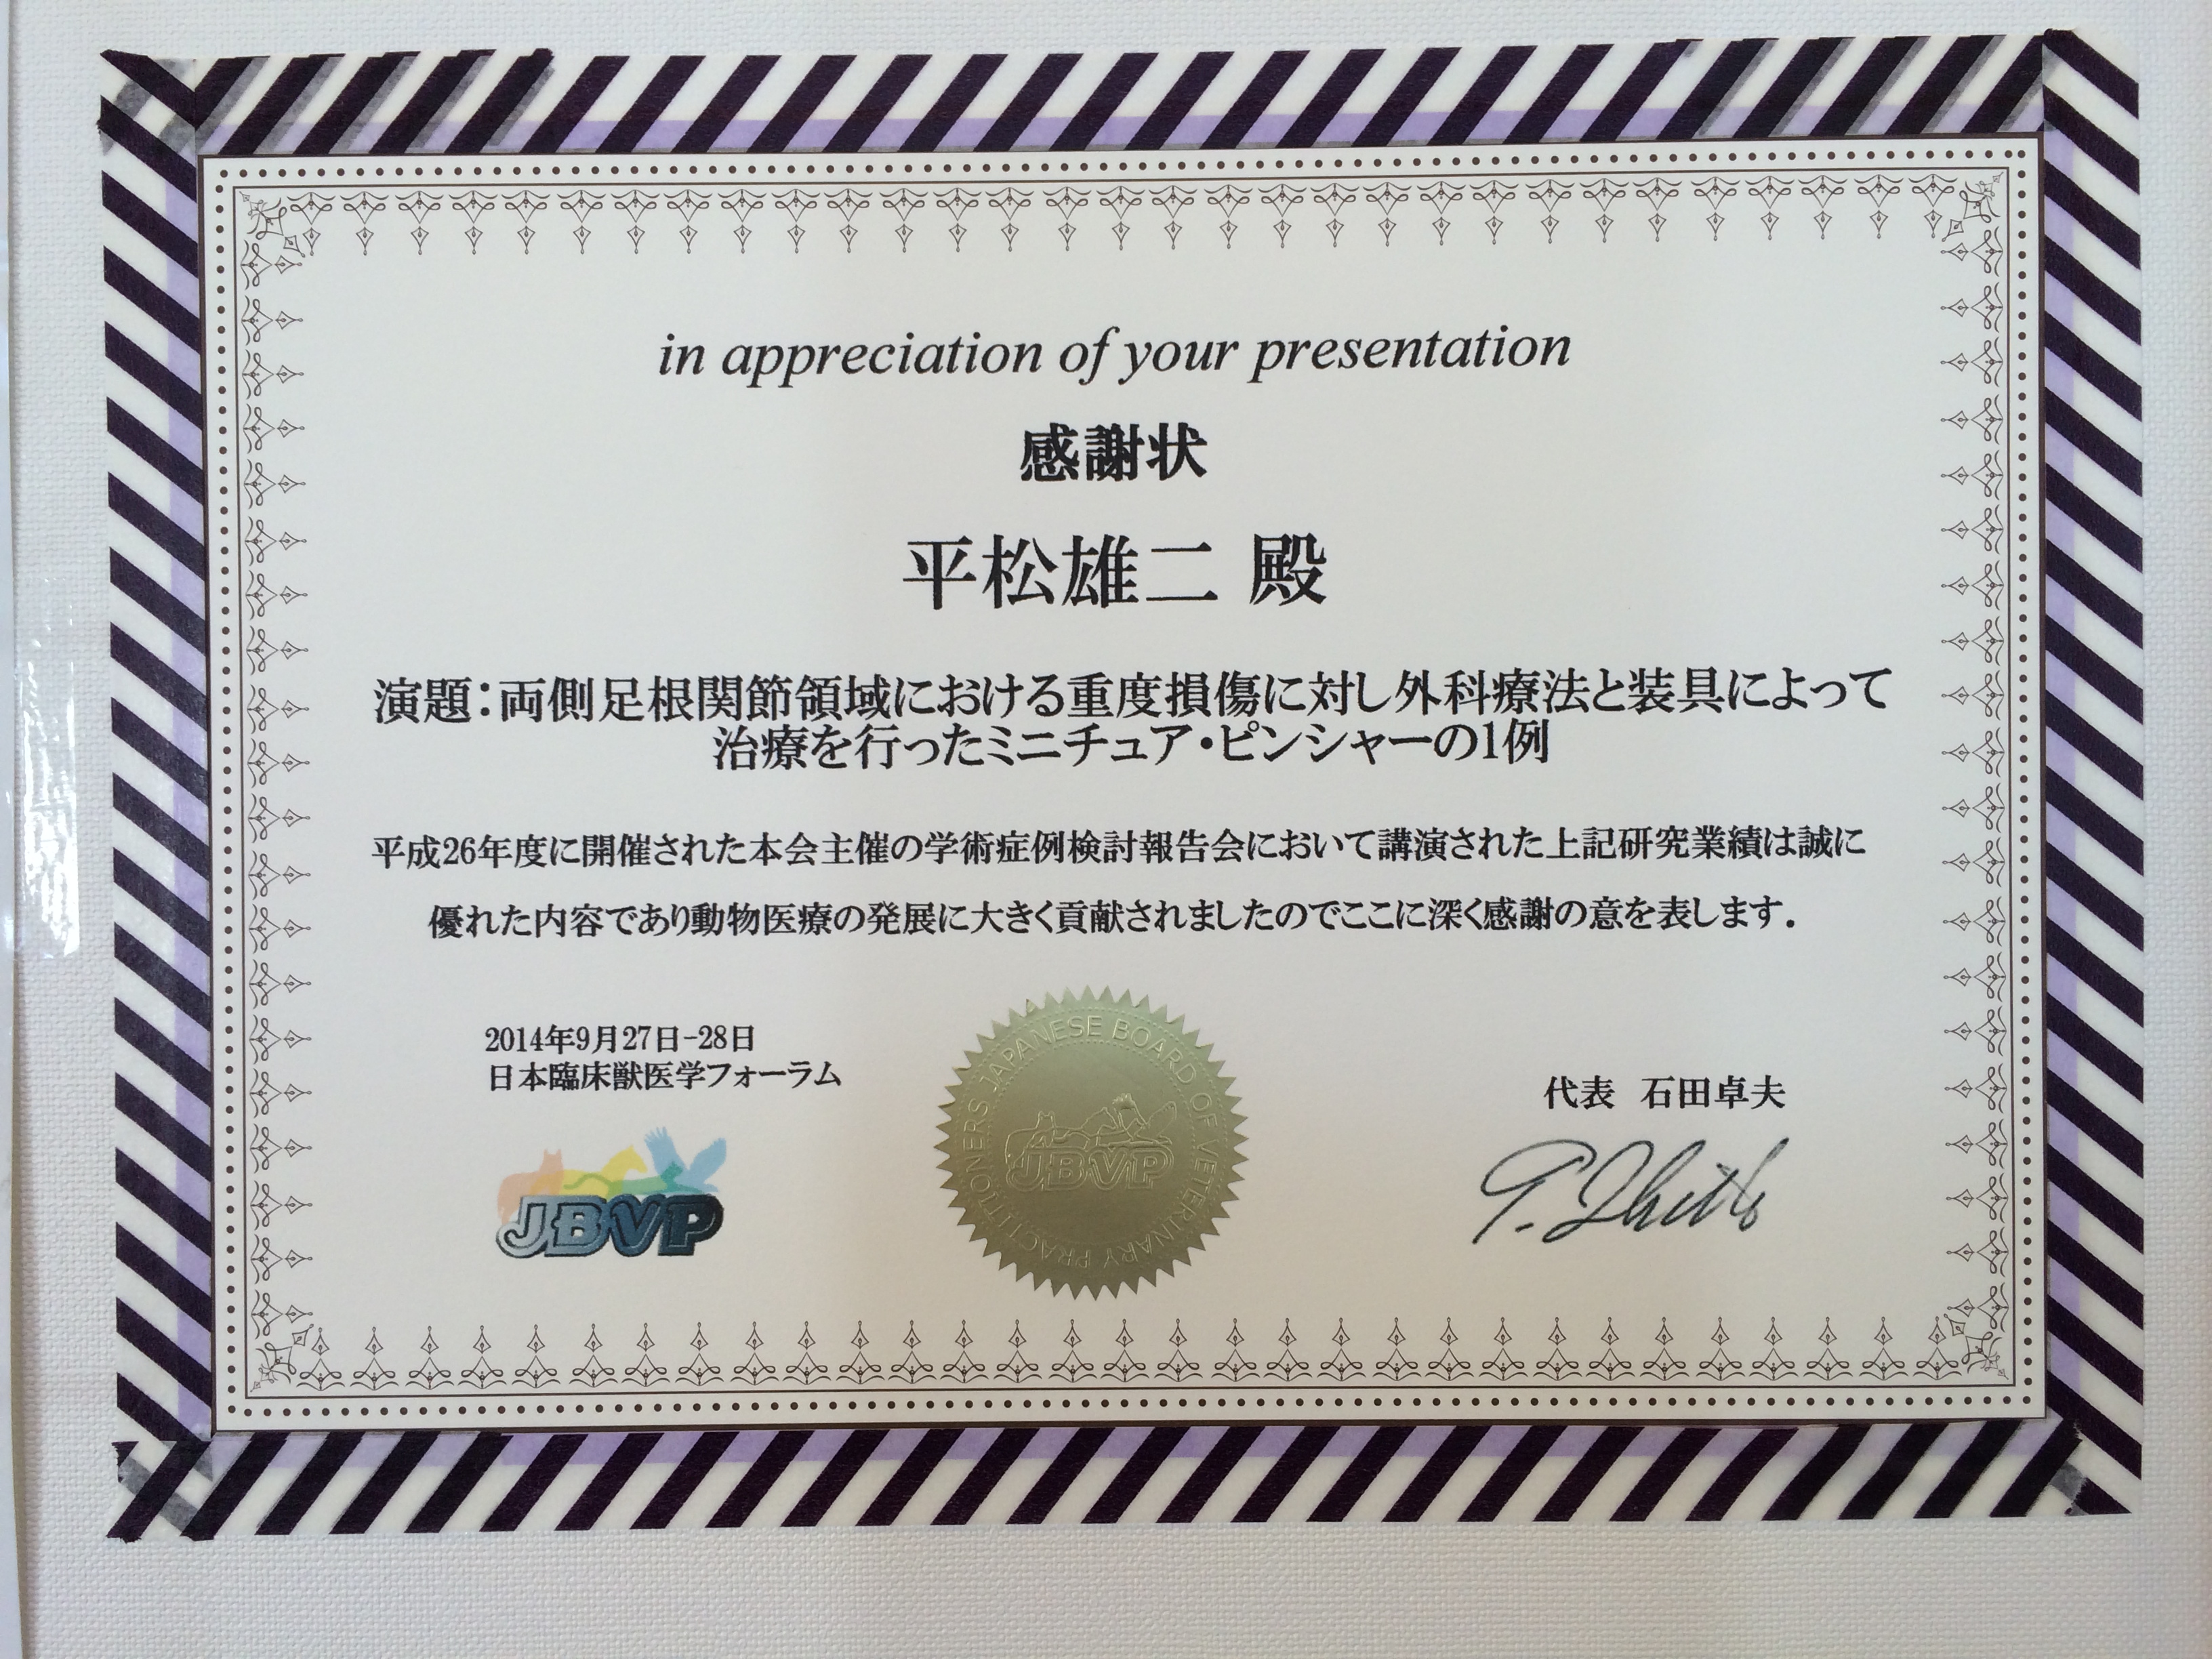 in appreciation of your presentation
感謝状
平松雄二 殿
演題：両側足根関節領域における重度損傷に対し外科療法と装具によって
治療を行ったミニチュア・ピンシャーの1例
平成26年度に開催された本会主催の学術症例検討報告会において講演された上記研究業績は誠に
優れた内容であり動物医療の発展に大きく貢献されましたのでここに深く感謝の意を表します．
2014年9月27日-28日
日本臨床獣医学フォーラム
JBVP
JAPANESE BOARD OF VETERINARY PRACTITIONERS
JBVP
代表 石田卓夫